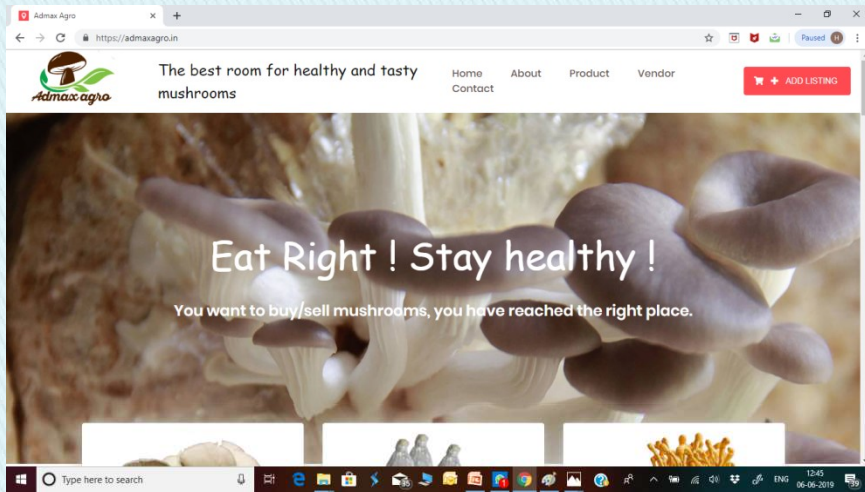 Admax Agro
https://admaxagro.in
Paused
H
Admax agro
The best room for healthy and tasty
mushrooms
Home About Product Vendor
Contact
+ ADD LISTING
Eat Right ! Stay healthy !
You want to buy/sell mushrooms, you have reached the right place.
Type here to search
ENG
12:45
06-06-2019